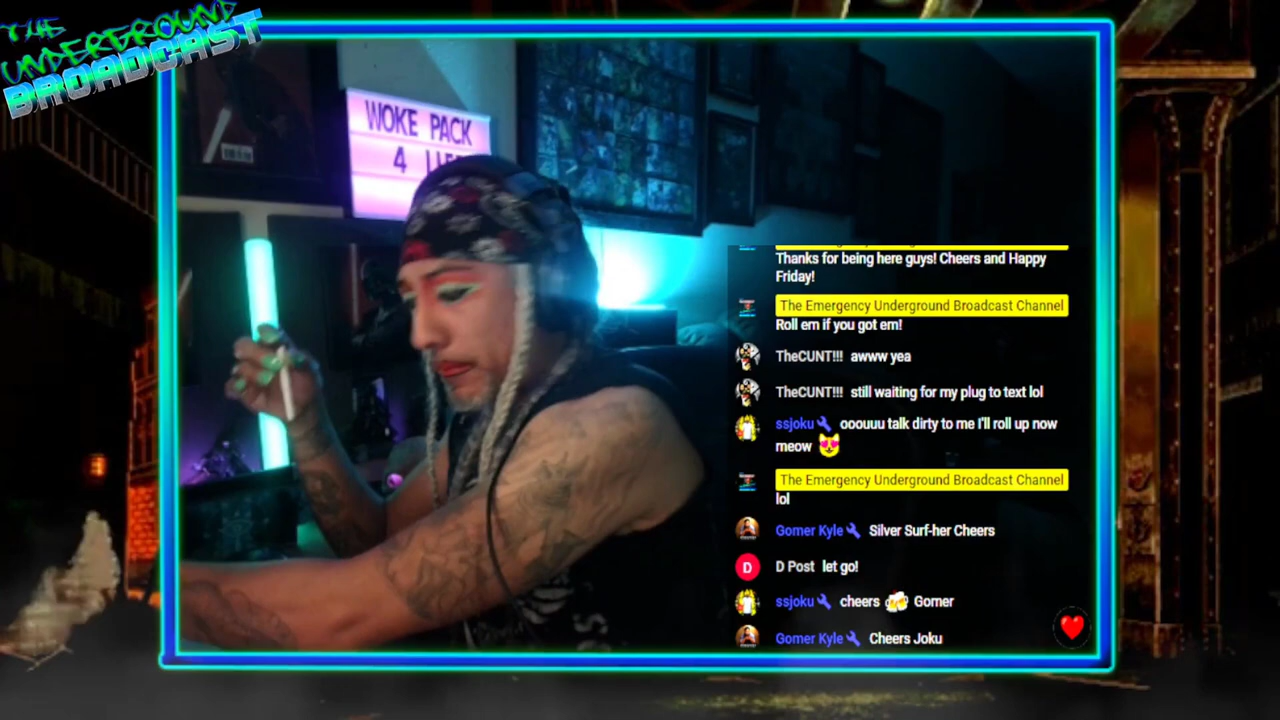 THE
UNDERGROUND
BROADCAST
WOKE PACK
4 LIFE
Thanks for being here guys! Cheers and Happy
Friday!
The Emergency Underground Broadcast Channel
Roll em if you got em!
TheCUNT!!! awww yea
TheCUNT!!! still waiting for my plug to text lol
ssjoku ooouuu talk dirty to me I'll roll up now
meow
The Emergency Underground Broadcast Channel
lol
Gomer Kyle Silver Surf-her Cheers
D
D Post let go!
ssjoku cheers 🍻 Gomer
Gomer Kyle Cheers Joku